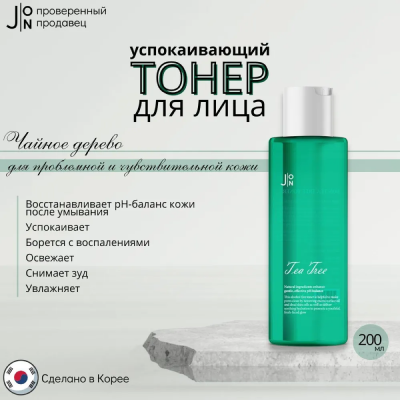 J ON проверенный
продавец
успокаивающий
ТОНЕР
для лица
Чайное дерево
для проблемной и чувствительной кожи
Восстанавливает pH-баланс кожи
после умывания
Успокаивает
Борется с воспалениями
Освежает
Снимает зуд
Увлажняет
J ON
Tea Tree
200
мл
Сделано в Корее